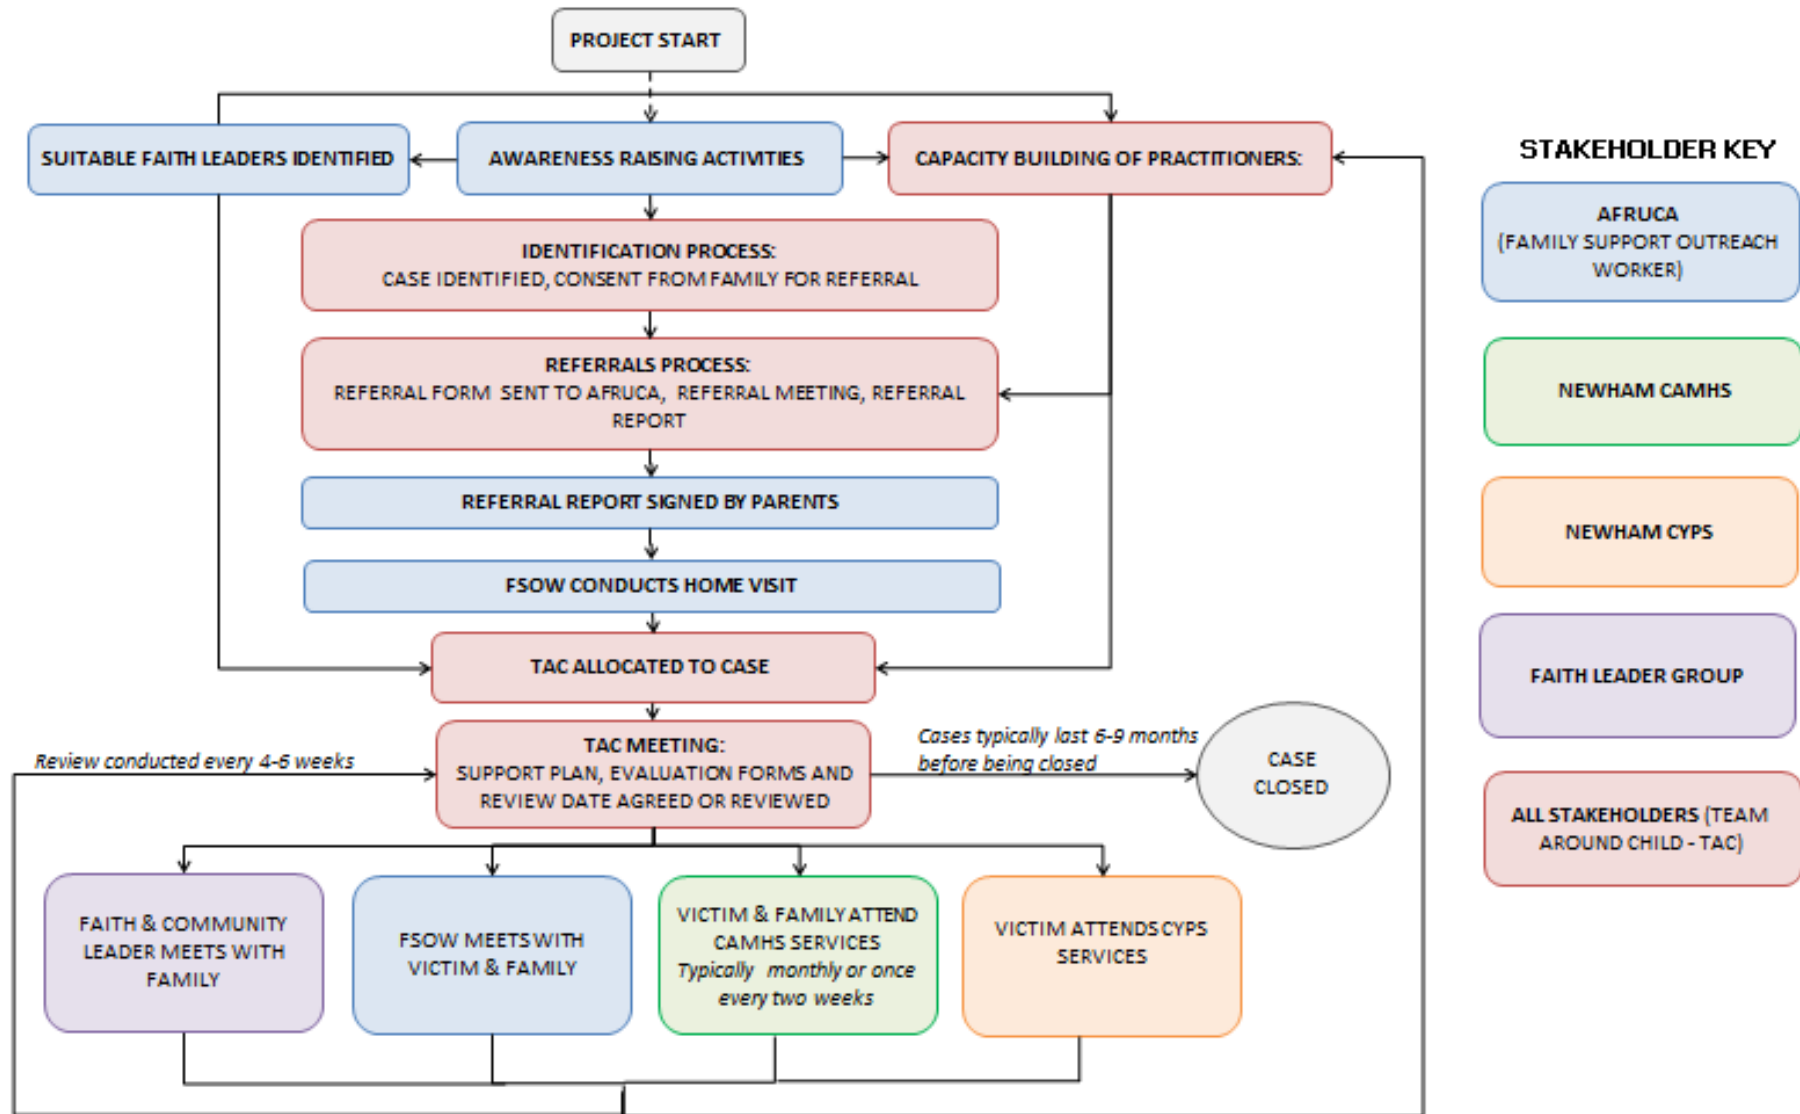 PROJECT START
SUITABLE FAITH LEADERS IDENTIFIED
AWARENESS RAISING ACTIVITIES
CAPACITY BUILDING OF PRACTITIONERS:
IDENTIFICATION PROCESS:
CASE IDENTIFIED, CONSENT FROM FAMILY FOR REFERRAL
REFERRALS PROCESS:
REFERRAL FORM SENT TO AFRUCA, REFERRAL MEETING, REFERRAL
REPORT
REFERRAL REPORT SIGNED BY PARENTS
FSOW CONDUCTS HOME VISIT
TAC ALLOCATED TO CASE
Review conducted every 4-6 weeks
TAC MEETING:
SUPPORT PLAN, EVALUATION FORMS AND
REVIEW DATE AGREED OR REVIEWED
Cases typically last 6-9 months
before being closed
CASE
CLOSED
FAITH & COMMUNITY
LEADER MEETS WITH
FAMILY
FSOW MEETS WITH
VICTIM & FAMILY
VICTIM & FAMILY ATTEND
CAMHS SERVICES
Typically monthly or once
every two weeks
VICTIM ATTENDS CYPS
SERVICES
STAKEHOLDER KEY
AFRUCA
(FAMILY SUPPORT OUTREACH
WORKER)
NEWHAM CAMHS
NEWHAM CYPS
FAITH LEADER GROUP
ALL STAKEHOLDERS (TEAM
AROUND CHILD - TAC)